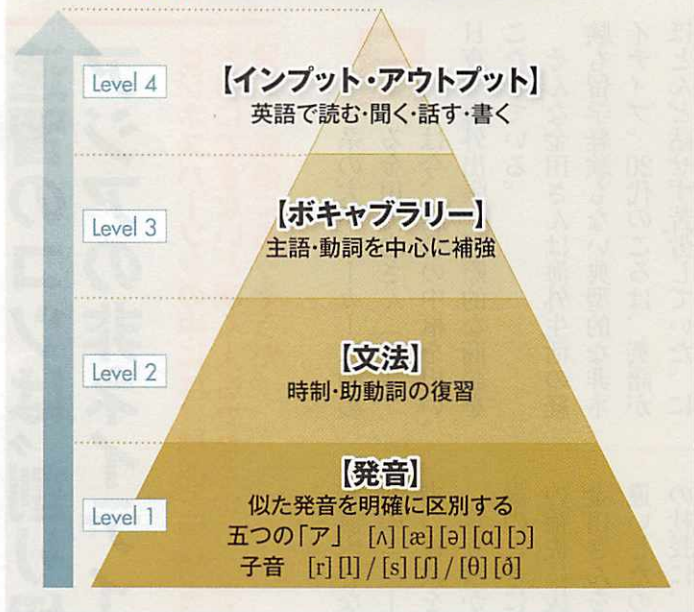 Level 4
【インプット・アウトプット】
英語で読む・聞く・話す・書く
Level 3
【ボキャブラリー】
主語・動詞を中心に補強
Level 2
【文法】
時制・助動詞の復習
Level 1
【発音】
似た発音を明確に区別する
五つの「ア」 [ʌ] [æ] [ə] [ɑ] [ɔ]
子音 [r] [l] / [s] [ʃ] / [θ] [ð]